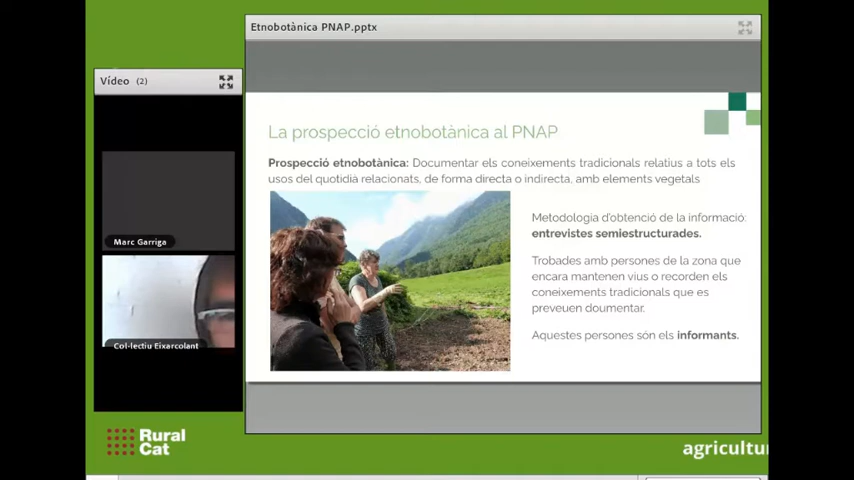 Etnobotànica PNAP.pptx
Vídeo (2)
Marc Garriga
Col·lectiu Eixarcolant
La prospecció etnobotànica al PNAP
Prospecció etnobotànica: Documentar els coneixements tradicionals relatius a tots els
usos del quotidià relacionats, de forma directa o indirecta, amb elements vegetals
Metodologia d'obtenció de la informació:
entrevistes semiestructurades.
Trobades amb persones de la zona que
encara mantenen vius o recorden els
coneixements tradicionals que es
preveuen doumentar.
Aquestes persones són els informants.
Rural
Cat
agricultur